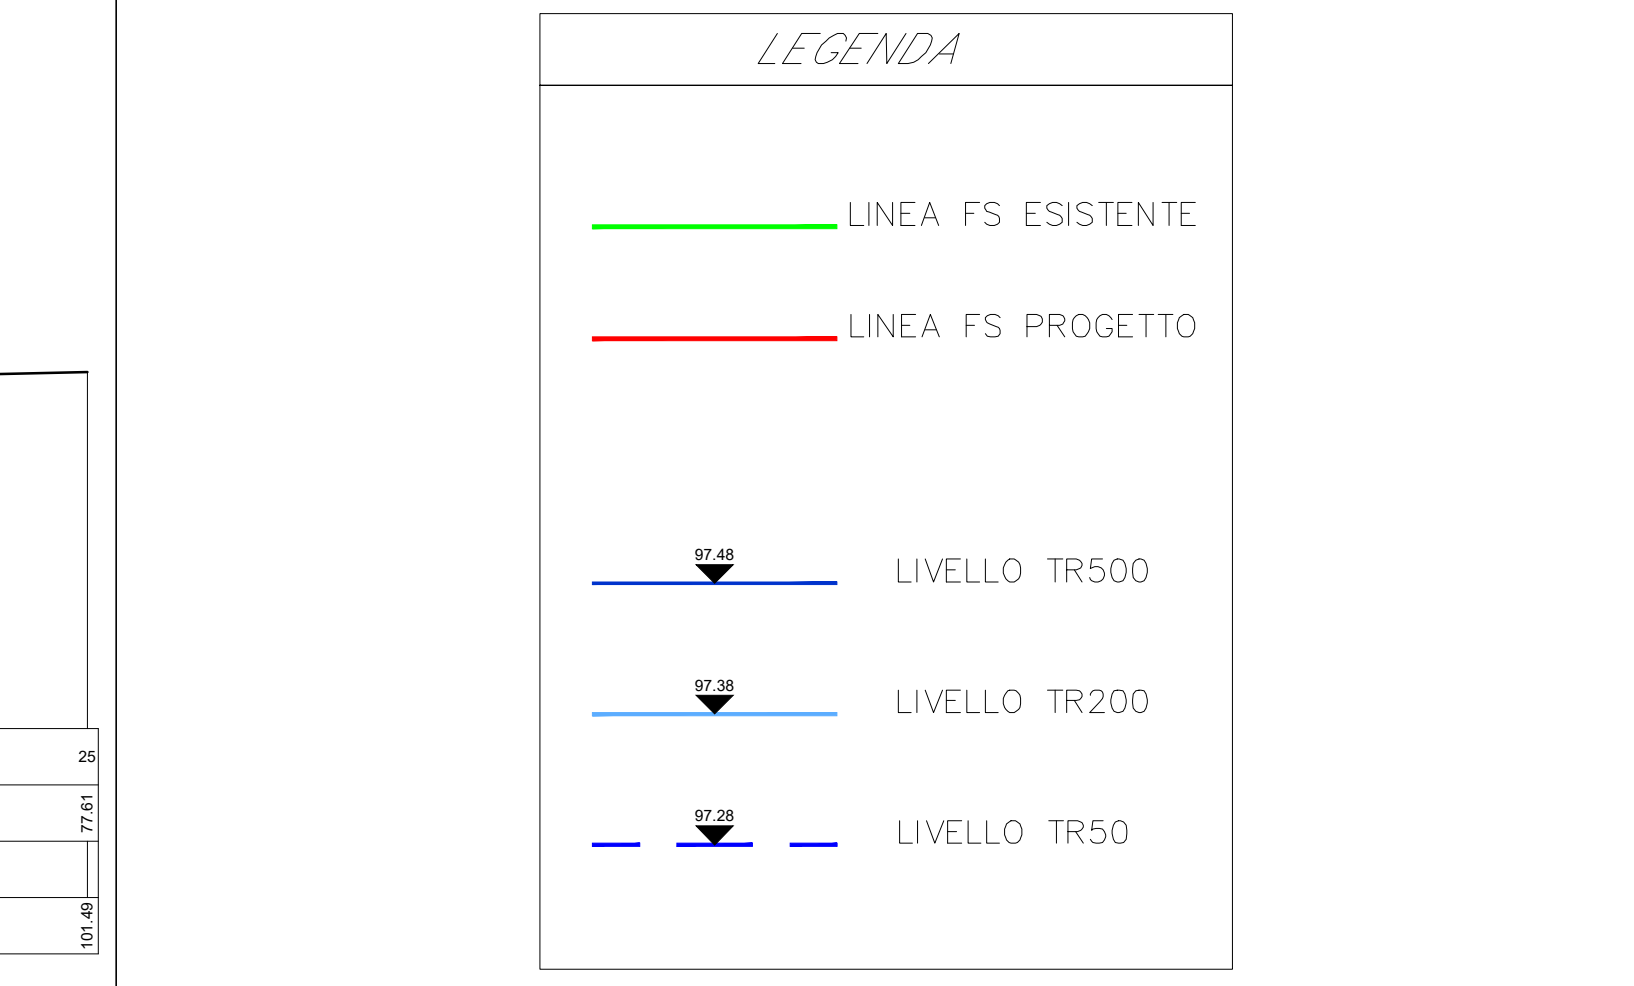 LEGENDA
LINEA FS ESISTENTE
LINEA FS PROGETTO
97.48
LIVELLO TR500
97.38
LIVELLO TR200
97.28
LIVELLO TR50
25
77.61
101.49